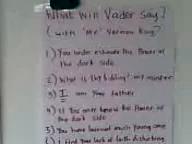 What Will Vader Say?
(with "Mr" Vernon Kay)
1) You under estimate the Power of
the dark side
2) What is thy bidding, my master
3) I am your father
4) If you only knew the Power of
the dark side
5) You have learned much young one
6) I find your lack of faith disturbing